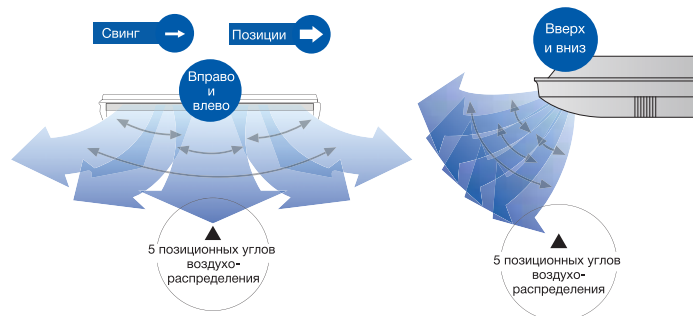 Свинг
Позиции
Вправо
и
влево
5 позиционных углов
воздухо-
распределения
Вверх
и вниз
5 позиционных углов
воздухо-
распределения